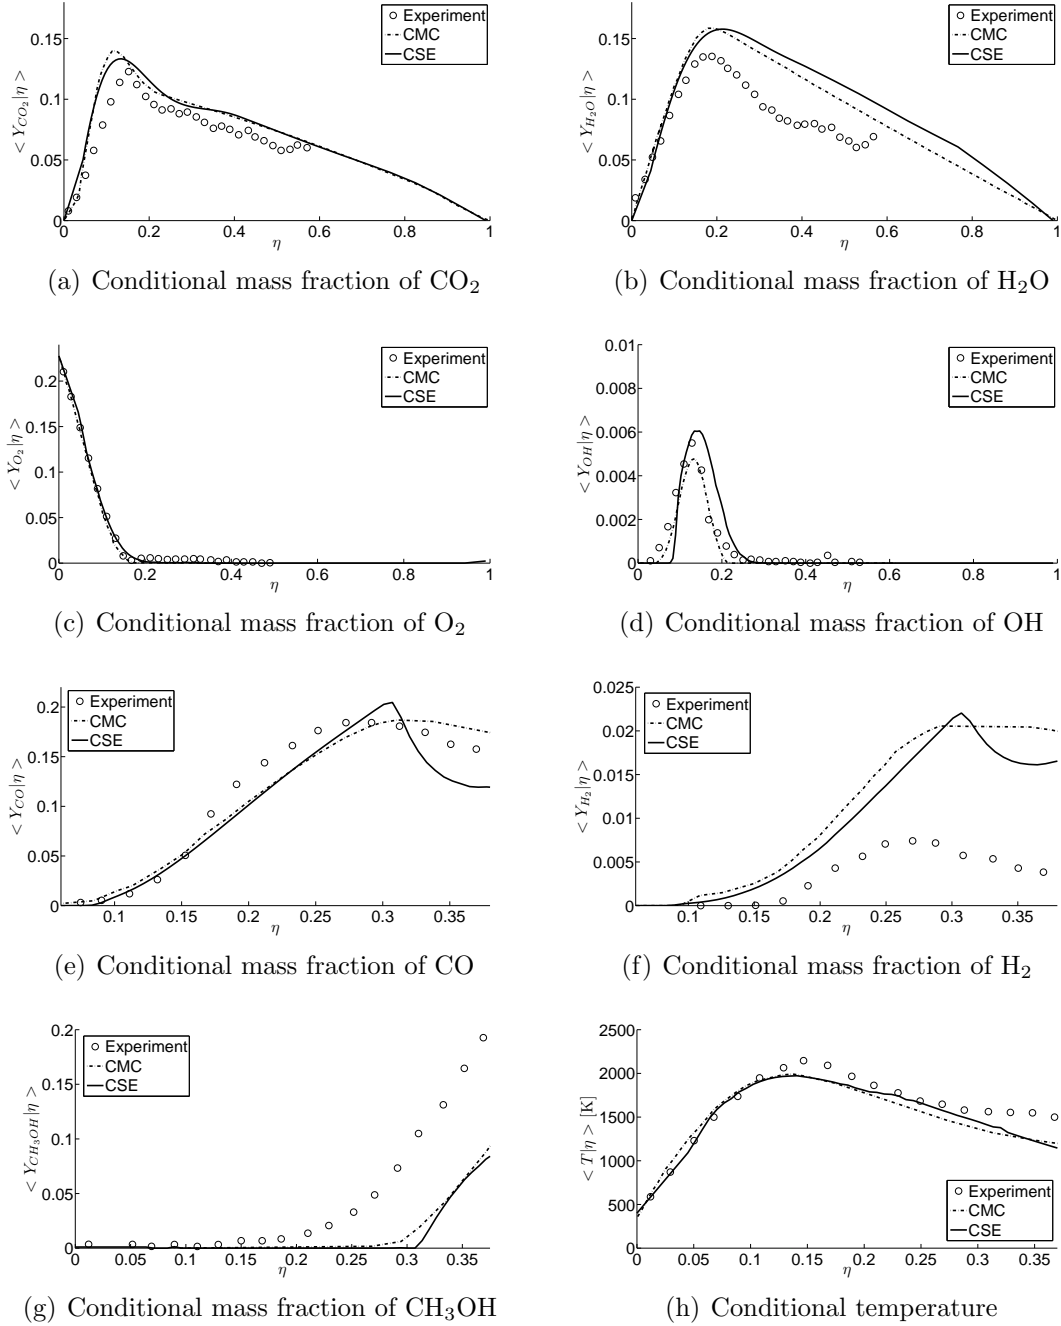 0.15
0.1
0.05
0
< Y_{CO_2}|η >
Experiment
CMC
CSE
0 0.2 0.4 0.6 0.8 1
η
(a) Conditional mass fraction of CO₂
0.15
0.1
0.05
0
< Y_{H_2O}|η >
Experiment
CMC
CSE
0 0.2 0.4 0.6 0.8 1
η
(b) Conditional mass fraction of H₂O
0.2
0.15
0.1
0.05
0
< Y_{O_2}|η >
Experiment
CMC
CSE
0 0.2 0.4 0.6 0.8 1
η
(c) Conditional mass fraction of O₂
0.01
0.008
0.006
0.004
0.002
0
< Y_{OH}|η >
Experiment
CMC
CSE
0 0.2 0.4 0.6 0.8 1
η
(d) Conditional mass fraction of OH
0.2
0.15
0.1
0.05
0
< Y_{CO}|η >
Experiment
CMC
CSE
0.1 0.15 0.2 0.25 0.3 0.35
η
(e) Conditional mass fraction of CO
0.025
0.02
0.015
0.01
0.005
0
< Y_{H_2}|η >
Experiment
CMC
CSE
0.1 0.15 0.2 0.25 0.3 0.35
η
(f) Conditional mass fraction of H₂
0.2
0.15
0.1
0.05
0
< Y_{CH_3OH}|η >
Experiment
CMC
CSE
0 0.05 0.1 0.15 0.2 0.25 0.3 0.35
η
(g) Conditional mass fraction of CH₃OH
2500
2000
1500
1000
500
0
< T|η > [K]
Experiment
CMC
CSE
0 0.05 0.1 0.15 0.2 0.25 0.3 0.35
η
(h) Conditional temperature